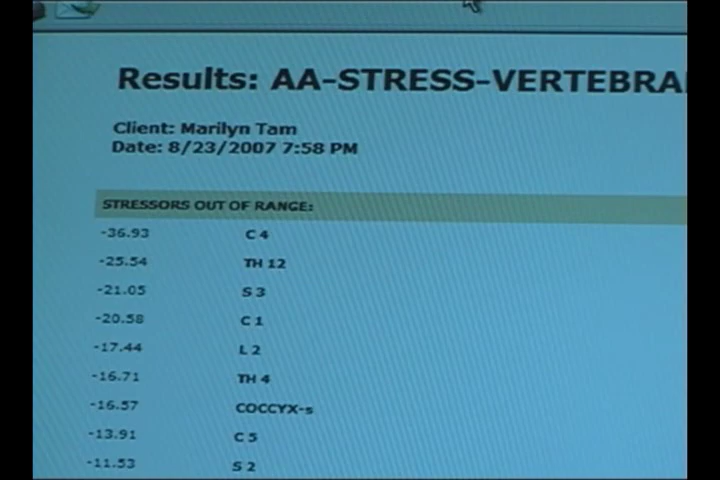 Results: AA-STRESS-VERTEBRA
Client: Marilyn Tam
Date: 8/23/2007 7:58 PM
STRESSORS OUT OF RANGE:
-36.93 C 4
-25.54 TH 12
-21.05 S 3
-20.58 C 1
-17.44 L 2
-16.71 TH 4
-16.57 COCCYX-s
-13.91 C 5
-11.53 S 2